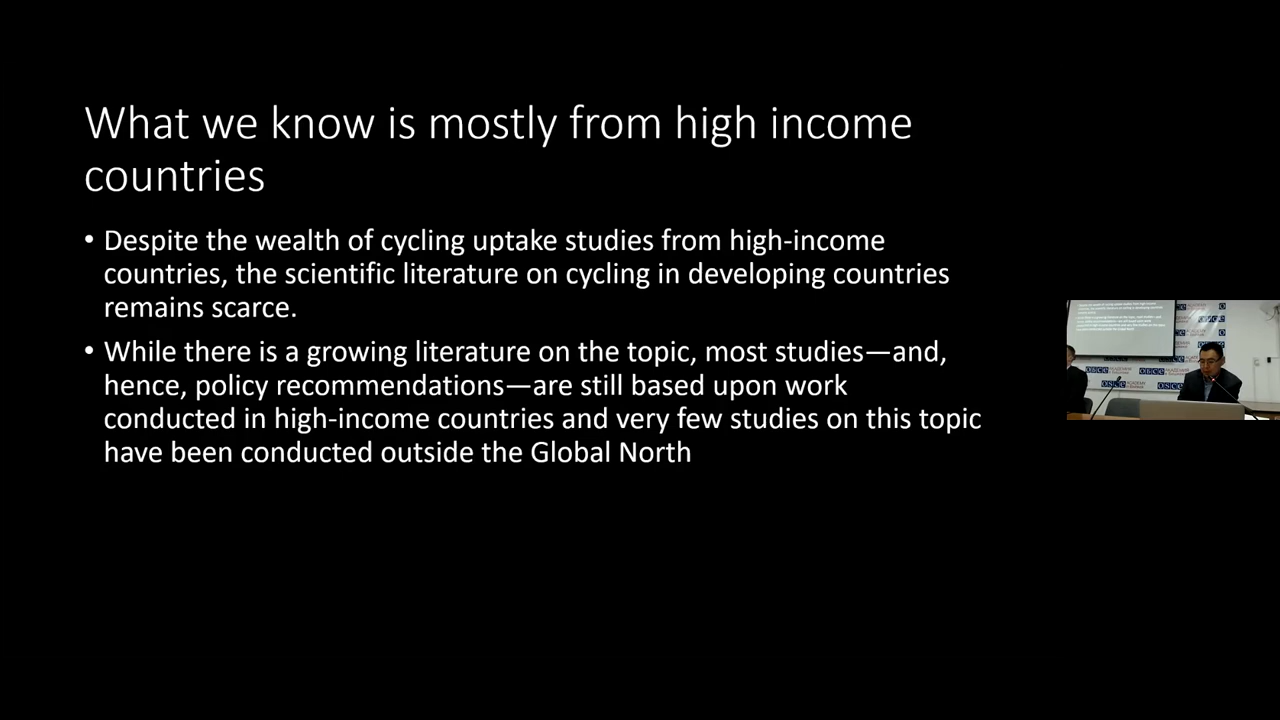 What we know is mostly from high income
countries
• Despite the wealth of cycling uptake studies from high-income
countries, the scientific literature on cycling in developing countries
remains scarce.
• While there is a growing literature on the topic, most studies—and,
hence, policy recommendations—are still based upon work
conducted in high-income countries and very few studies on this topic
have been conducted outside the Global North
osce
osce